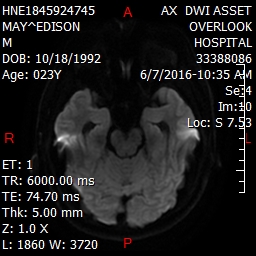 HNE1845924745
MAY^EDISON
M
DOB: 10/18/1992
Age: 023Y
AX DWI ASSET
OVERLOOK
HOSPITAL
33388086
6/7/2016-10:35 AM
Se:4
Im:10
Loc: S 7.53
A
R
L
ET: 1
TR: 6000.00 ms
TE: 74.70 ms
Thk: 5.00 mm
Z: 1.0 X
L: 1860 W: 3720
P